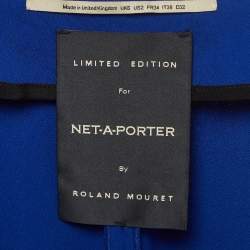 Made in United Kingdom UK6 US2 FR34 IT38 D32
LIMITED EDITION
For
NET-A-PORTER
By
ROLAND MOURET